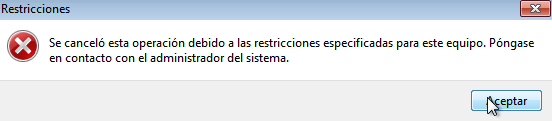 Restricciones
Se canceló esta operación debido a las restricciones especificadas para este equipo. Póngase
en contacto con el administrador del sistema.
Aceptar